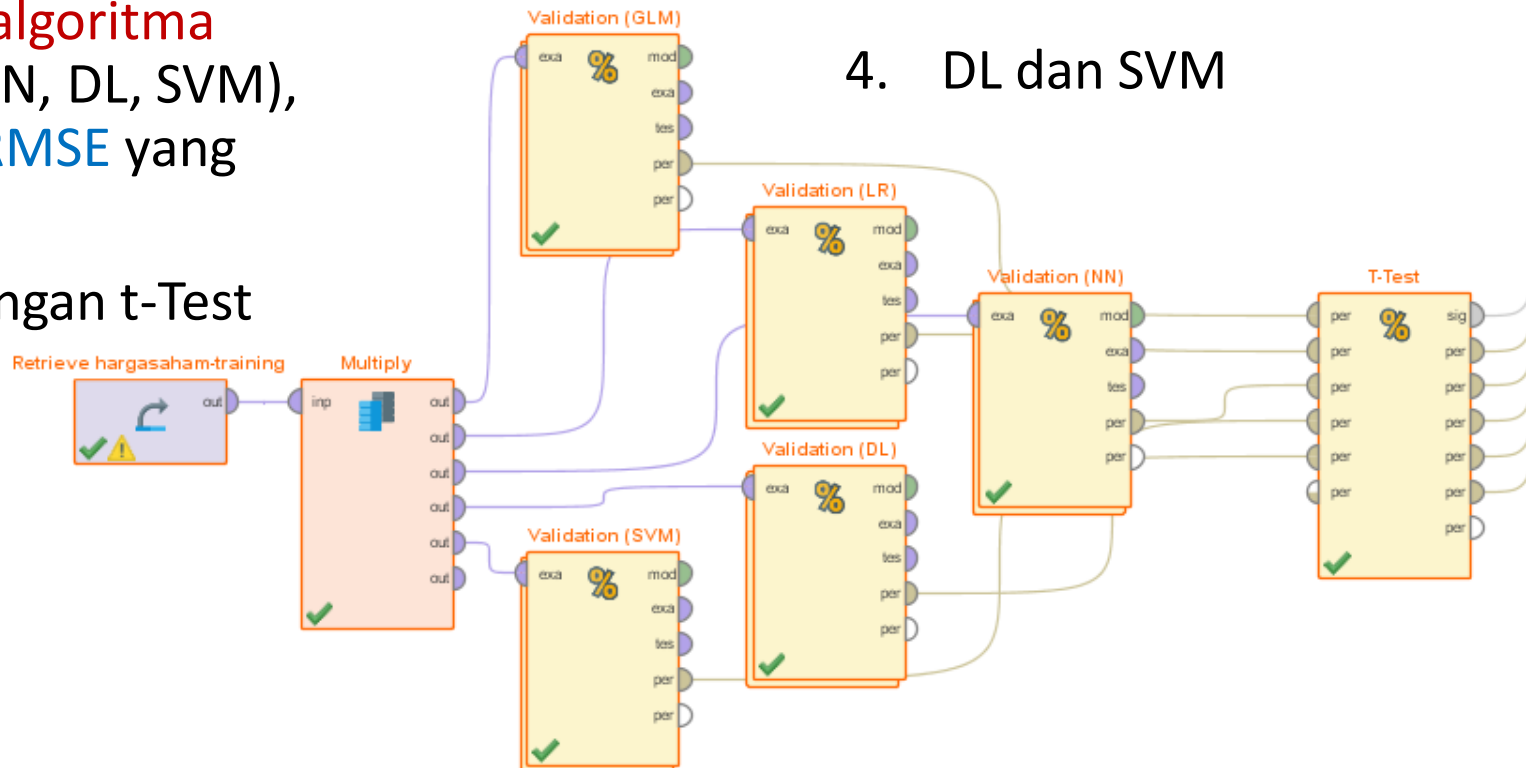 algoritma
N, DL, SVM),
RMSE yang
ngan t-Test
4. DL dan SVM
Retrieve hargasaham-training
out
Multiply
inp
out
out
out
out
out
out
Validation (GLM)
exa
mod
exa
tes
per
per
Validation (LR)
exa
mod
exa
tes
per
per
Validation (SVM)
exa
mod
exa
tes
per
per
Validation (DL)
exa
mod
exa
tes
per
per
Validation (NN)
exa
mod
exa
tes
per
per
T-Test
per
per
per
per
per
per
sig
per
per
per
per
per
per